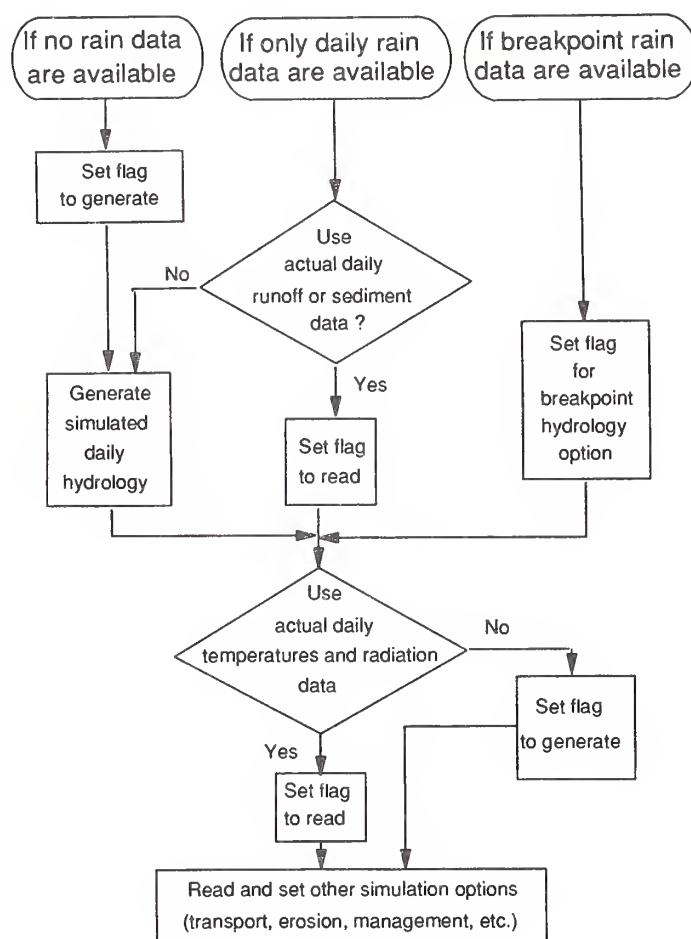 If no rain data
are available
If only daily rain
data are available
If breakpoint rain
data are available
Set flag
to generate
Use
actual daily
runoff or sediment
data ?
No
Yes
Generate
simulated
daily
hydrology
Set flag
to read
Set flag
for
breakpoint
hydrology
option
Use
actual daily
temperatures and radiation
data
No
Yes
Set flag
to generate
Set flag
to read
Read and set other simulation options
(transport, erosion, management, etc.)